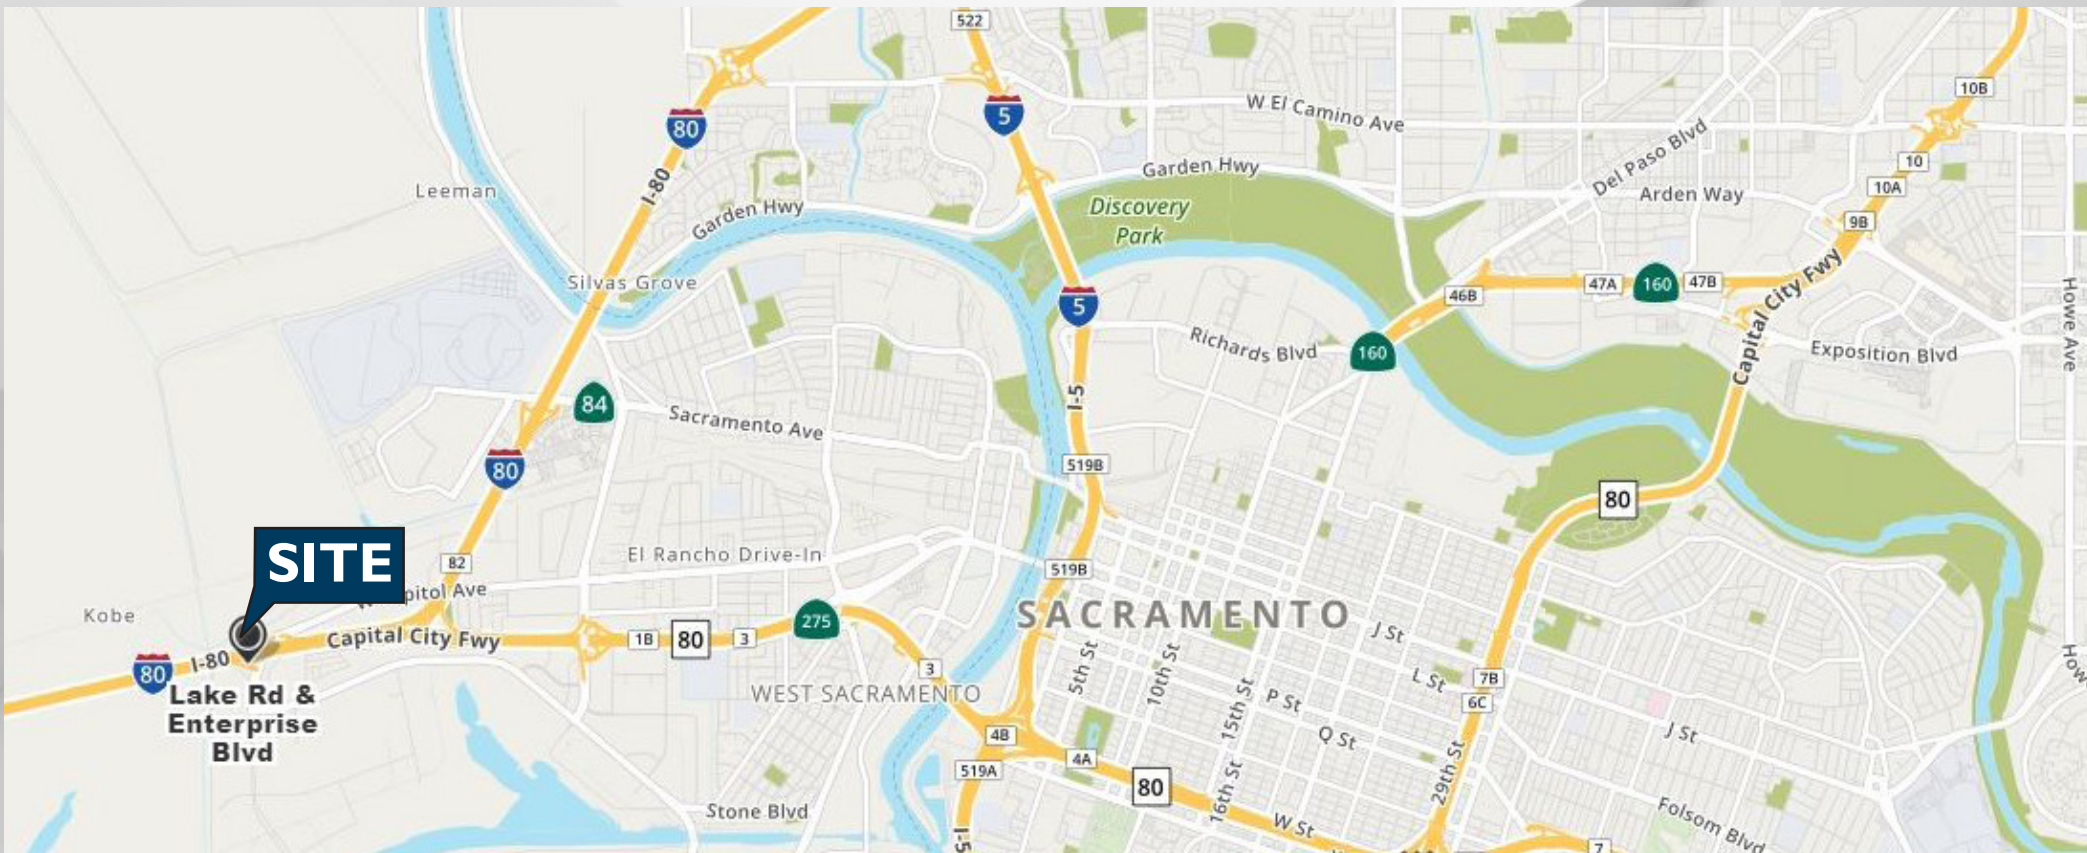 522
10B
80
5
W El Camino Ave
Del Paso Blvd
10
Garden Hwy
Leeman
I-80
10A
Arden Way
Garden Hwy
Discovery
Park
9B
Silvas Grove
47A
160
47B
46B
5
Capital City Fwy
Howe Ave
Richards Blvd
160
Exposition Blvd
84
I-5
Sacramento Ave
80
519B
80
SITE
82
El Rancho Drive-In
519B
pitol Ave
Kobe
SACRAMENTO
275
J St
Capital City Fwy
1B
80
3
I-80
80
3
5th St
10th St
L St
7B
WEST SACRAMENTO
Lake Rd &
Enterprise
Blvd
15th St
P St
6C
4B
Q St
J St
4A
519A
80
29th St
16th St
Stone Blvd
W St
Folsom Blvd
I-5
7